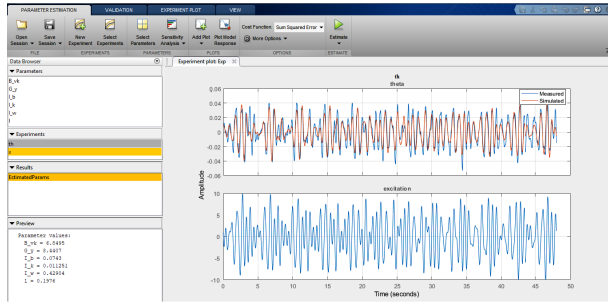 PARAMETER ESTIMATION VALIDATION EXPERIMENT PLOT VIEW
Open Session Save Session New Experiment Select Experiments Select Parameters Sensitivity Analysis Add Plot Plot Model Response Cost Function: Sum Squared Error Estimate
More Options
FILE EXPERIMENTS PARAMETERS PLOTS OPTIONS ESTIMATE
Data Browser
Experiment plot: Exp
Parameters
B_vk
G_y
I_b
I_k
I_w
l
Experiments
th
Results
EstimatedParams
Preview
Parameter values:
B_vk = 6.8495
G_y = 8.4407
I_b = 0.0743
I_k = 0.011281
I_w = 0.42904
l = 0.1976
th
theta
Measured
Simulated
0.06
0.04
0.02
0
-0.02
-0.04
-0.06
Amplitude
excitation
10
5
0
-5
-10
0 5 10 15 20 25 30 35 40 45 50
Time (seconds)